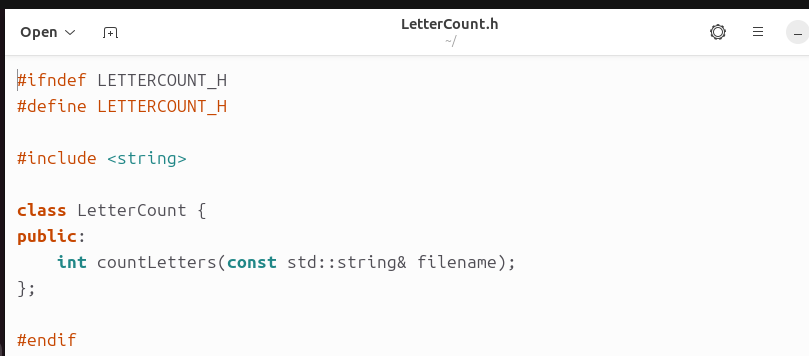 Open
LetterCount.h
~/
#ifndef LETTERCOUNT_H
#define LETTERCOUNT_H

#include <string>

class LetterCount {
public:
    int countLetters(const std::string& filename);
};

#endif